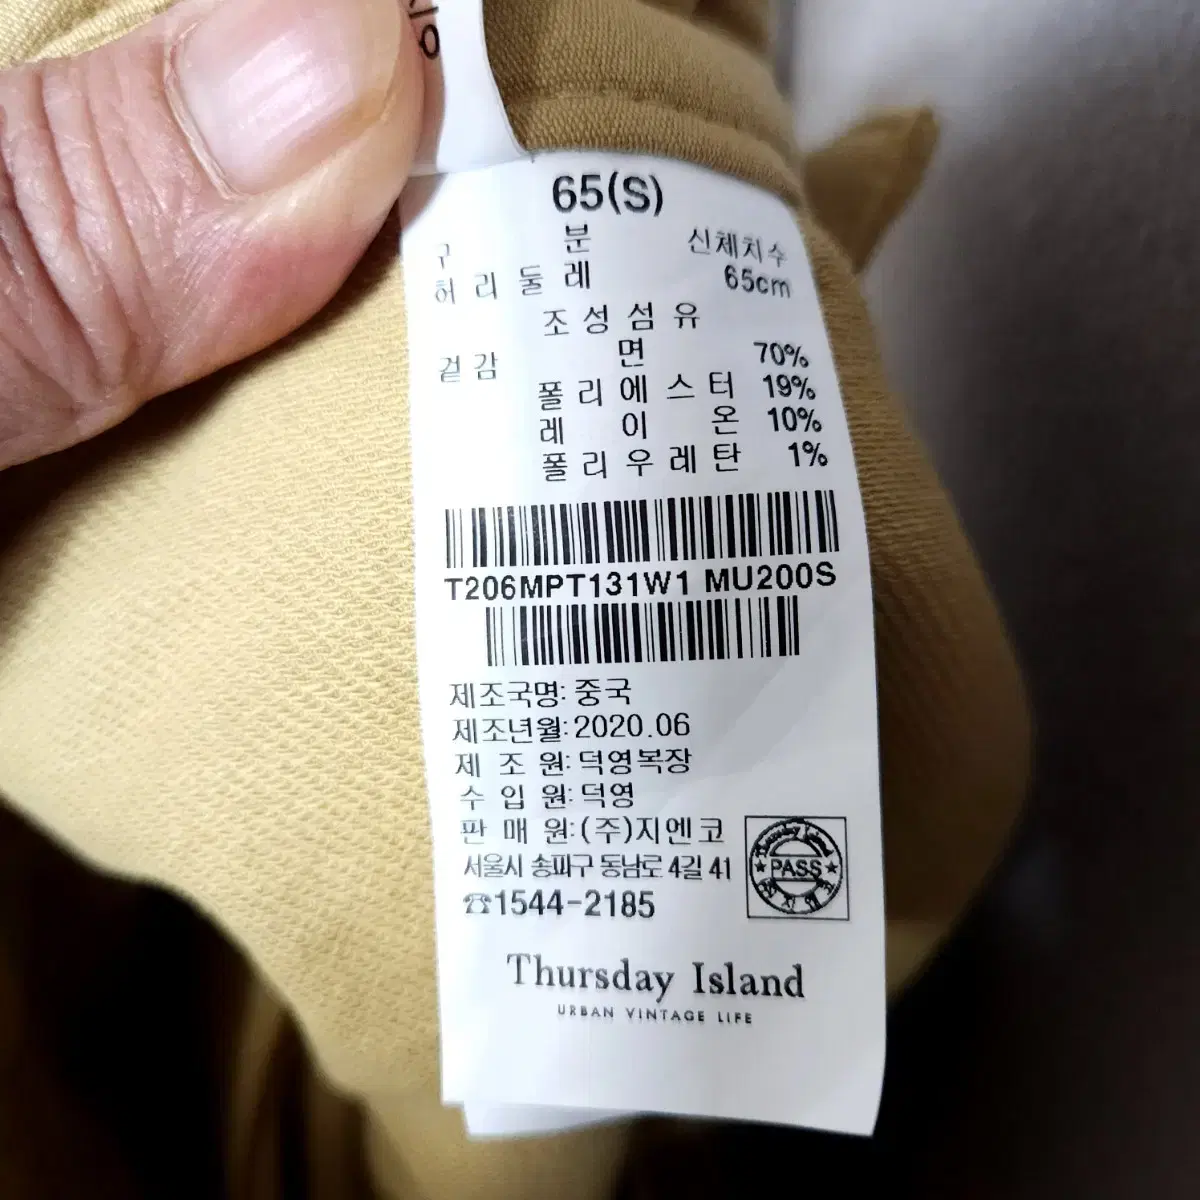 65(S)
구 분 신체치수
허리둘레 65cm
조성섬유
겉감 면 70%
폴리에스터 19%
레이온 10%
폴리우레탄 1%
T206MPT131W1 MU200S
제조국명: 중국
제조년월: 2020.06
제 조 원: 덕영복장
수 입 원: 덕영
판 매 원: (주)지엔코
서울시 송파구 동남로 4길 41
☎1544-2185
Thursday Island
PASS
Thursday Island
URBAN VINTAGE LIFE